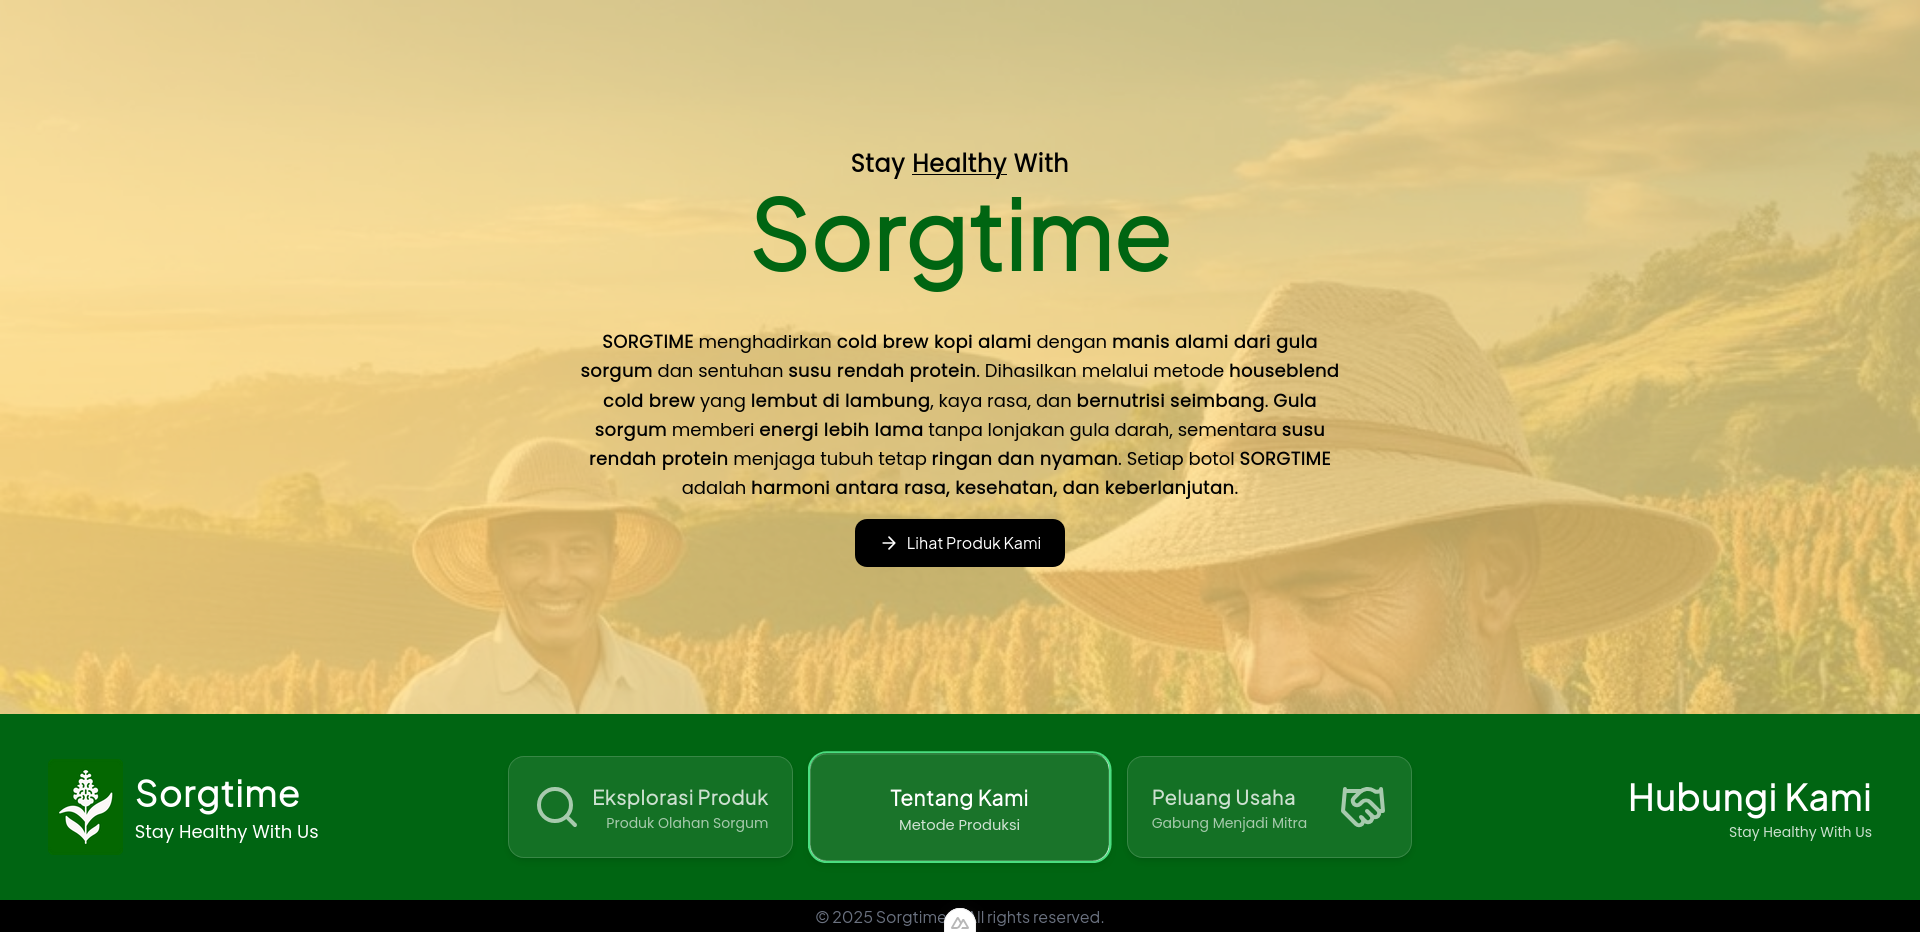 Stay Healthy With
Sorgtime
SORGTIME menghadirkan cold brew kopi alami dengan manis alami dari gula
sorgum dan sentuhan susu rendah protein. Dihasilkan melalui metode houseblend
cold brew yang lembut di lambung, kaya rasa, dan bernutrisi seimbang. Gula
sorgum memberi energi lebih lama tanpa lonjakan gula darah, sementara susu
rendah protein menjaga tubuh tetap ringan dan nyaman. Setiap botol SORGTIME
adalah harmoni antara rasa, kesehatan, dan keberlanjutan.
Lihat Produk Kami
Sorgtime
Stay Healthy With Us
Eksplorasi Produk
Produk Olahan Sorgum
Tentang Kami
Metode Produksi
Peluang Usaha
Gabung Menjadi Mitra
Hubungi Kami
Stay Healthy With Us
© 2025 Sorgtime rights reserved.